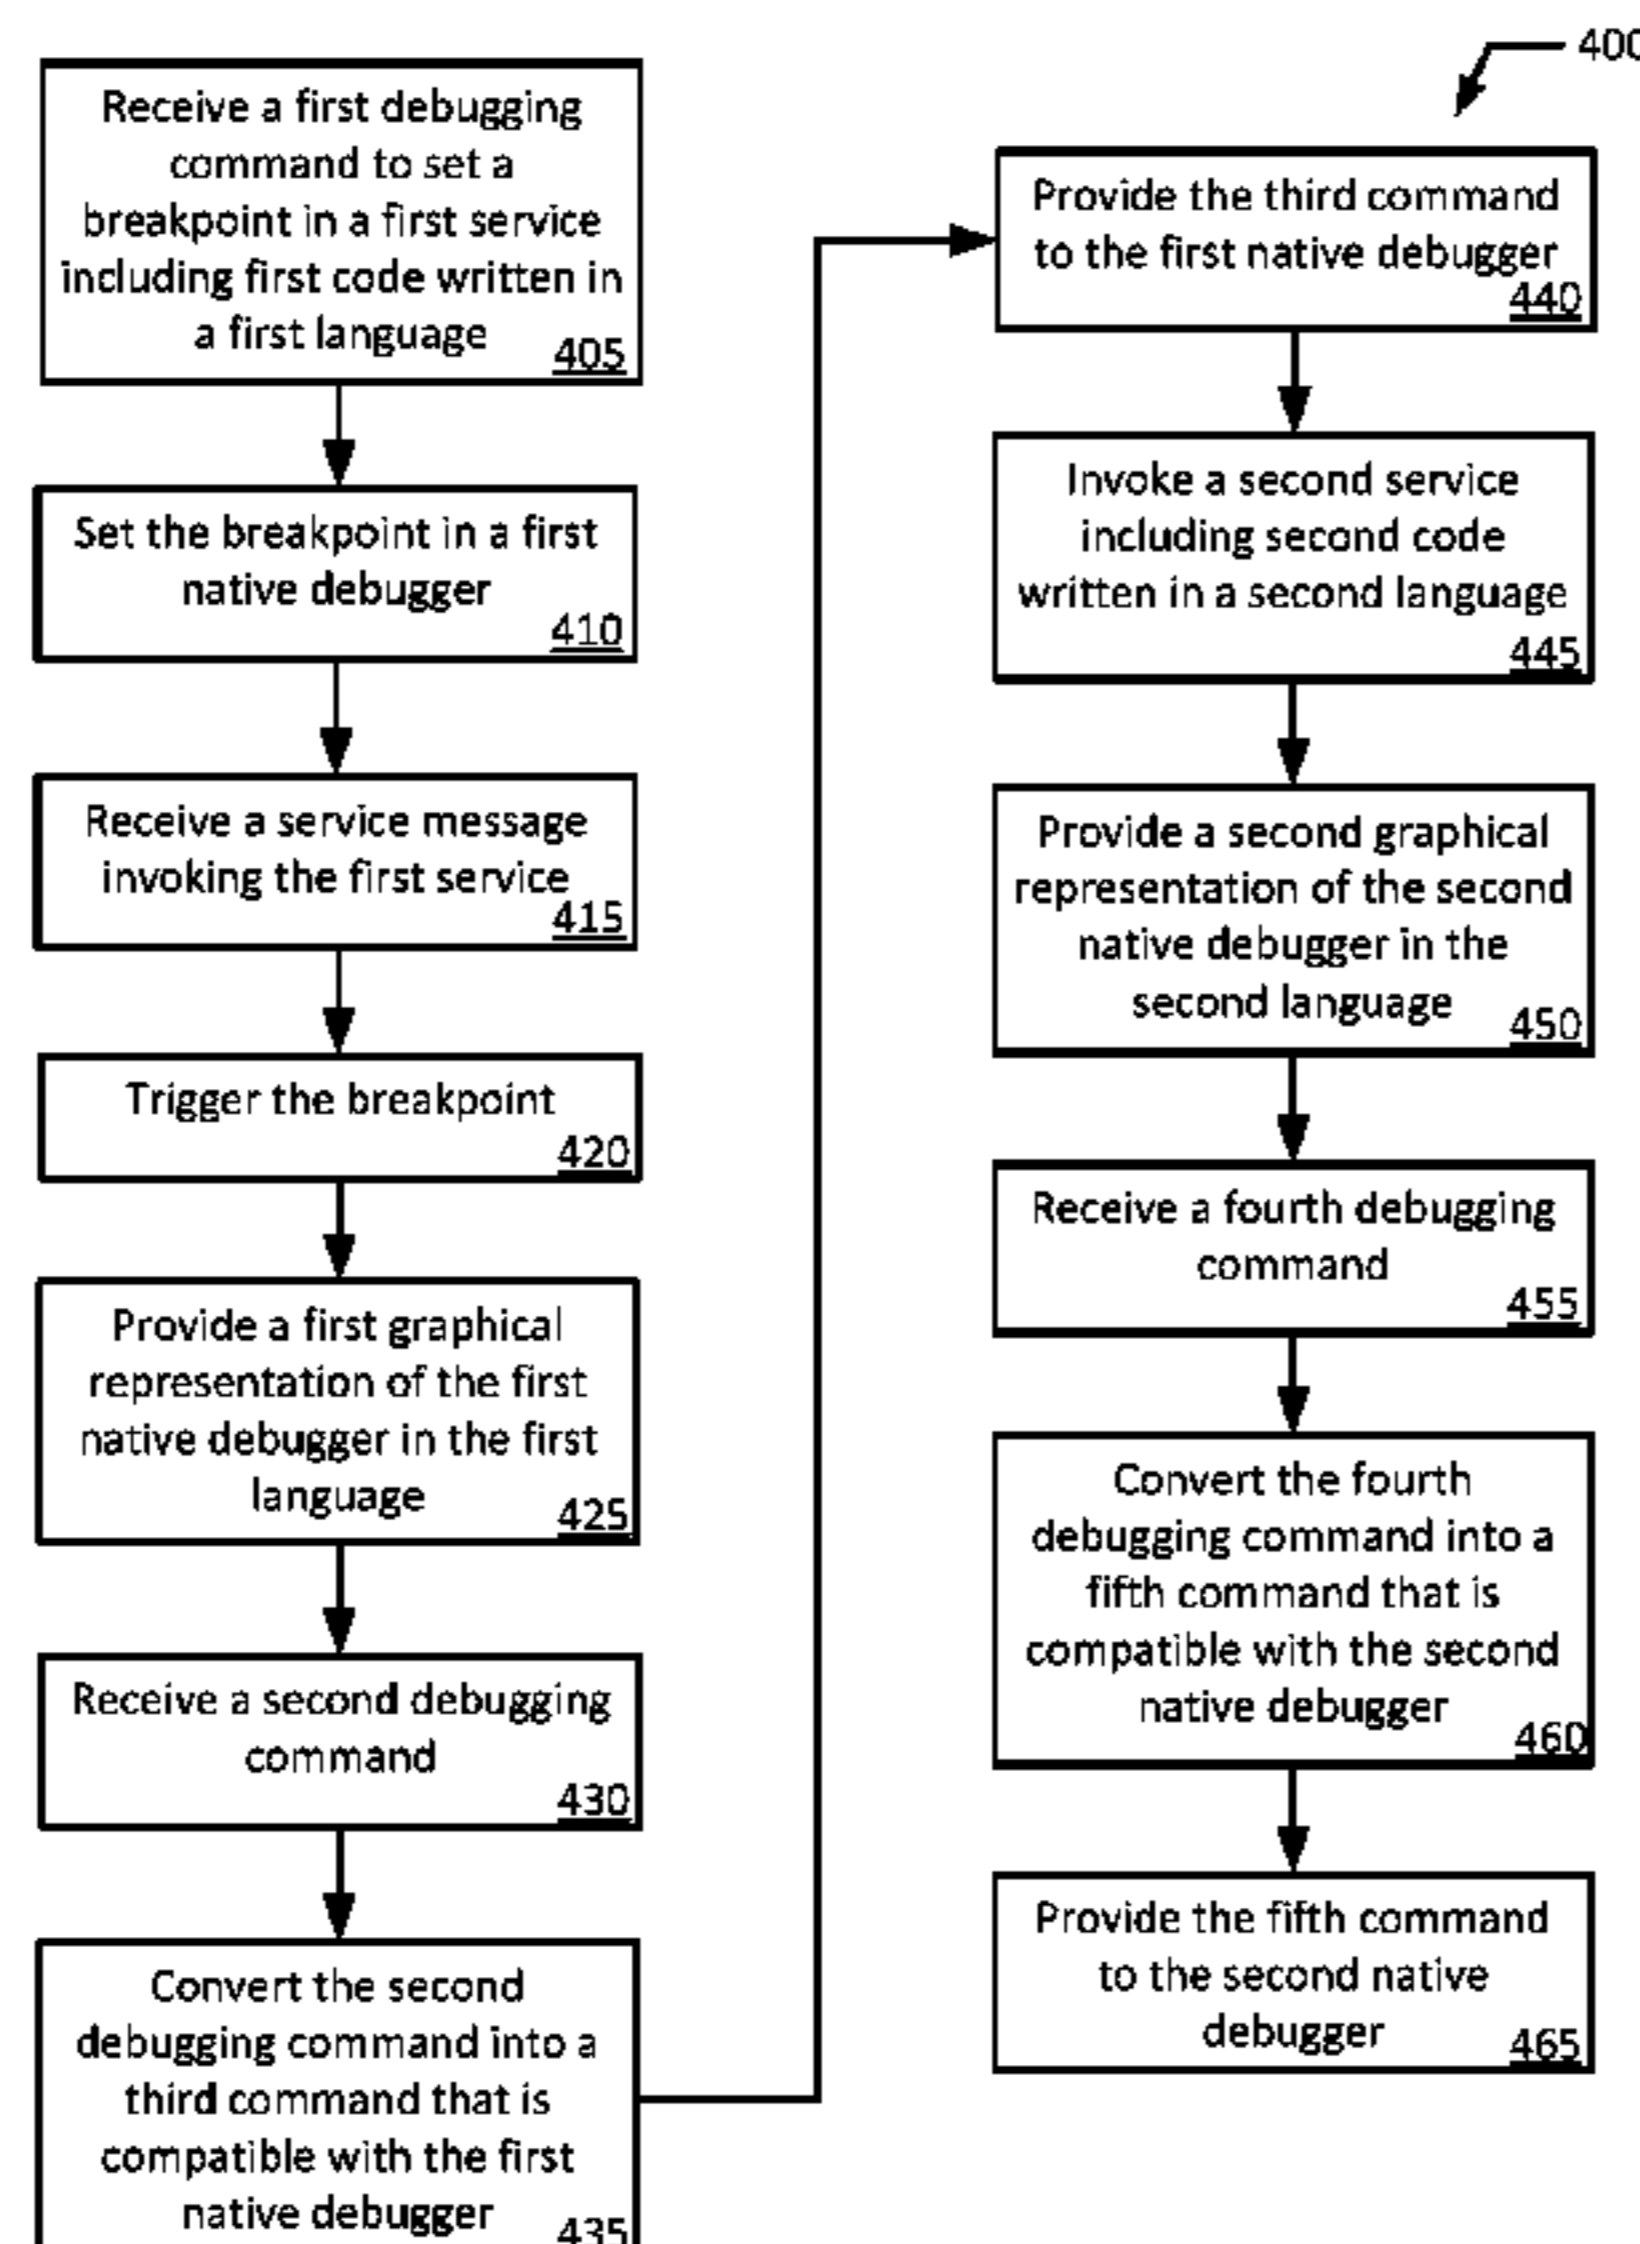 400
Receive a first debugging
command to set a
breakpoint in a first service
including first code written in
a first language
405
Set the breakpoint in a first
native debugger
410
Receive a service message
invoking the first service
415
Trigger the breakpoint
420
Provide a first graphical
representation of the first
native debugger in the first
language
425
Receive a second debugging
command
430
Convert the second
debugging command into a
third command that is
compatible with the first
native debugger
435
Provide the third command
to the first native debugger
440
Invoke a second service
including second code
written in a second language
445
Provide a second graphical
representation of the second
native debugger in the
second language
450
Receive a fourth debugging
command
455
Convert the fourth
debugging command into a
fifth command that is
compatible with the second
native debugger
460
Provide the fifth command
to the second native
debugger
465